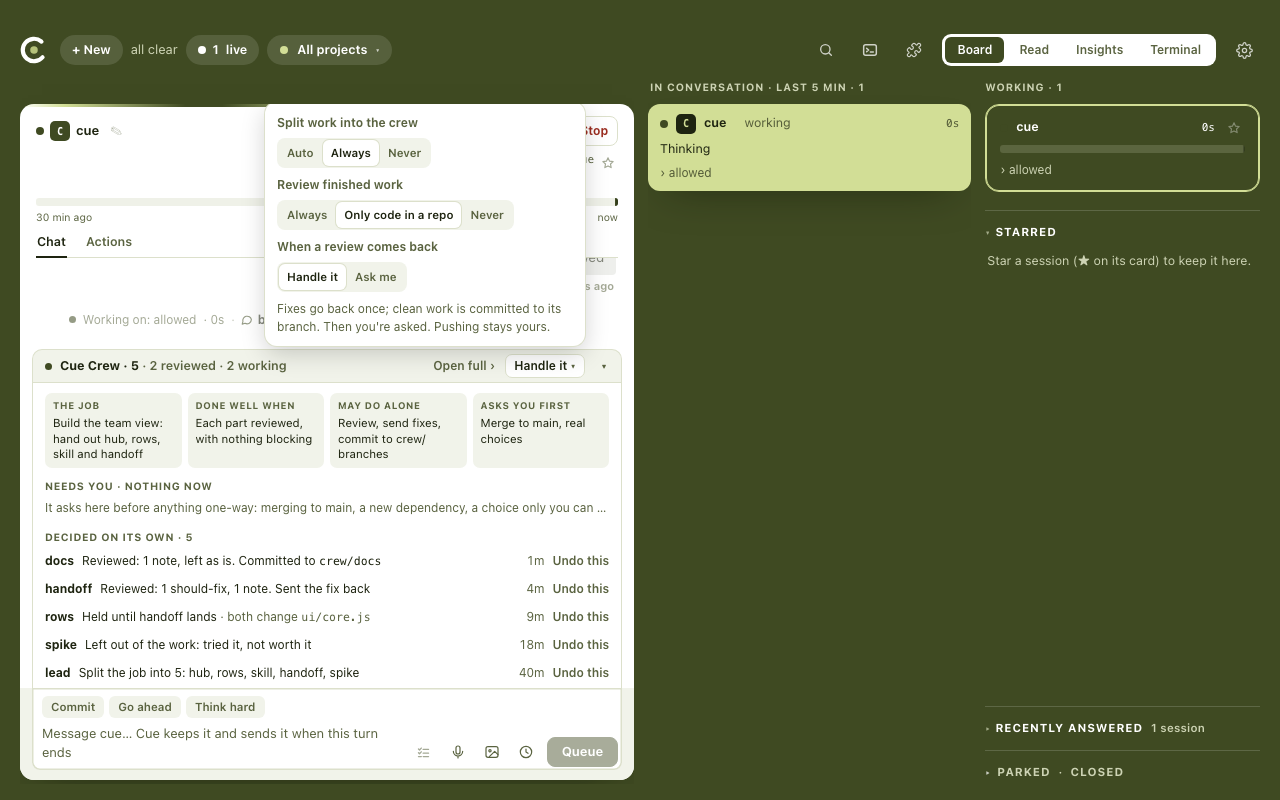 + New
all clear
1 live
All projects
Board
Read
Insights
Terminal
IN CONVERSATION · LAST 5 MIN · 1
WORKING · 1
C cue
Stop
30 min ago
now
Chat
Actions
s ago
Working on: allowed · 0s ·
Split work into the crew
Auto
Always
Never
Review finished work
Always
Only code in a repo
Never
When a review comes back
Handle it
Ask me
Fixes go back once; clean work is committed to its
branch. Then you're asked. Pushing stays yours.
Cue Crew · 5 · 2 reviewed · 2 working
Open full ›
Handle it
THE JOB
Build the team view:
hand out hub, rows,
skill and handoff
DONE WELL WHEN
Each part reviewed,
with nothing blocking
MAY DO ALONE
Review, send fixes,
commit to crew/
branches
ASKS YOU FIRST
Merge to main, real
choices
NEEDS YOU · NOTHING NOW
It asks here before anything one-way: merging to main, a new dependency, a choice only you can ...
DECIDED ON ITS OWN · 5
docs Reviewed: 1 note, left as is. Committed to crew/docs 1m Undo this
handoff Reviewed: 1 should-fix, 1 note. Sent the fix back 4m Undo this
rows Held until handoff lands · both change ui/core.js 9m Undo this
spike Left out of the work: tried it, not worth it 18m Undo this
lead Split the job into 5: hub, rows, skill, handoff, spike 40m Undo this
Commit
Go ahead
Think hard
Message cue... Cue keeps it and sends it when this turn
ends
Queue
C cue working 0s
Thinking
› allowed
cue 0s
› allowed
STARRED
Star a session (★ on its card) to keep it here.
RECENTLY ANSWERED 1 session
PARKED · CLOSED